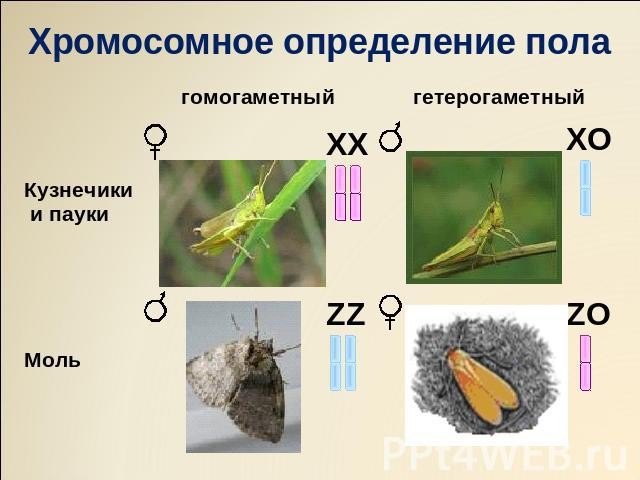 Хромосомное определение пола
гомогаметный гетерогаметный
♀ XX ♂ XO
Кузнечики
и пауки
♂ ZZ ♀ ZO
Моль
PPt4WEB.ru